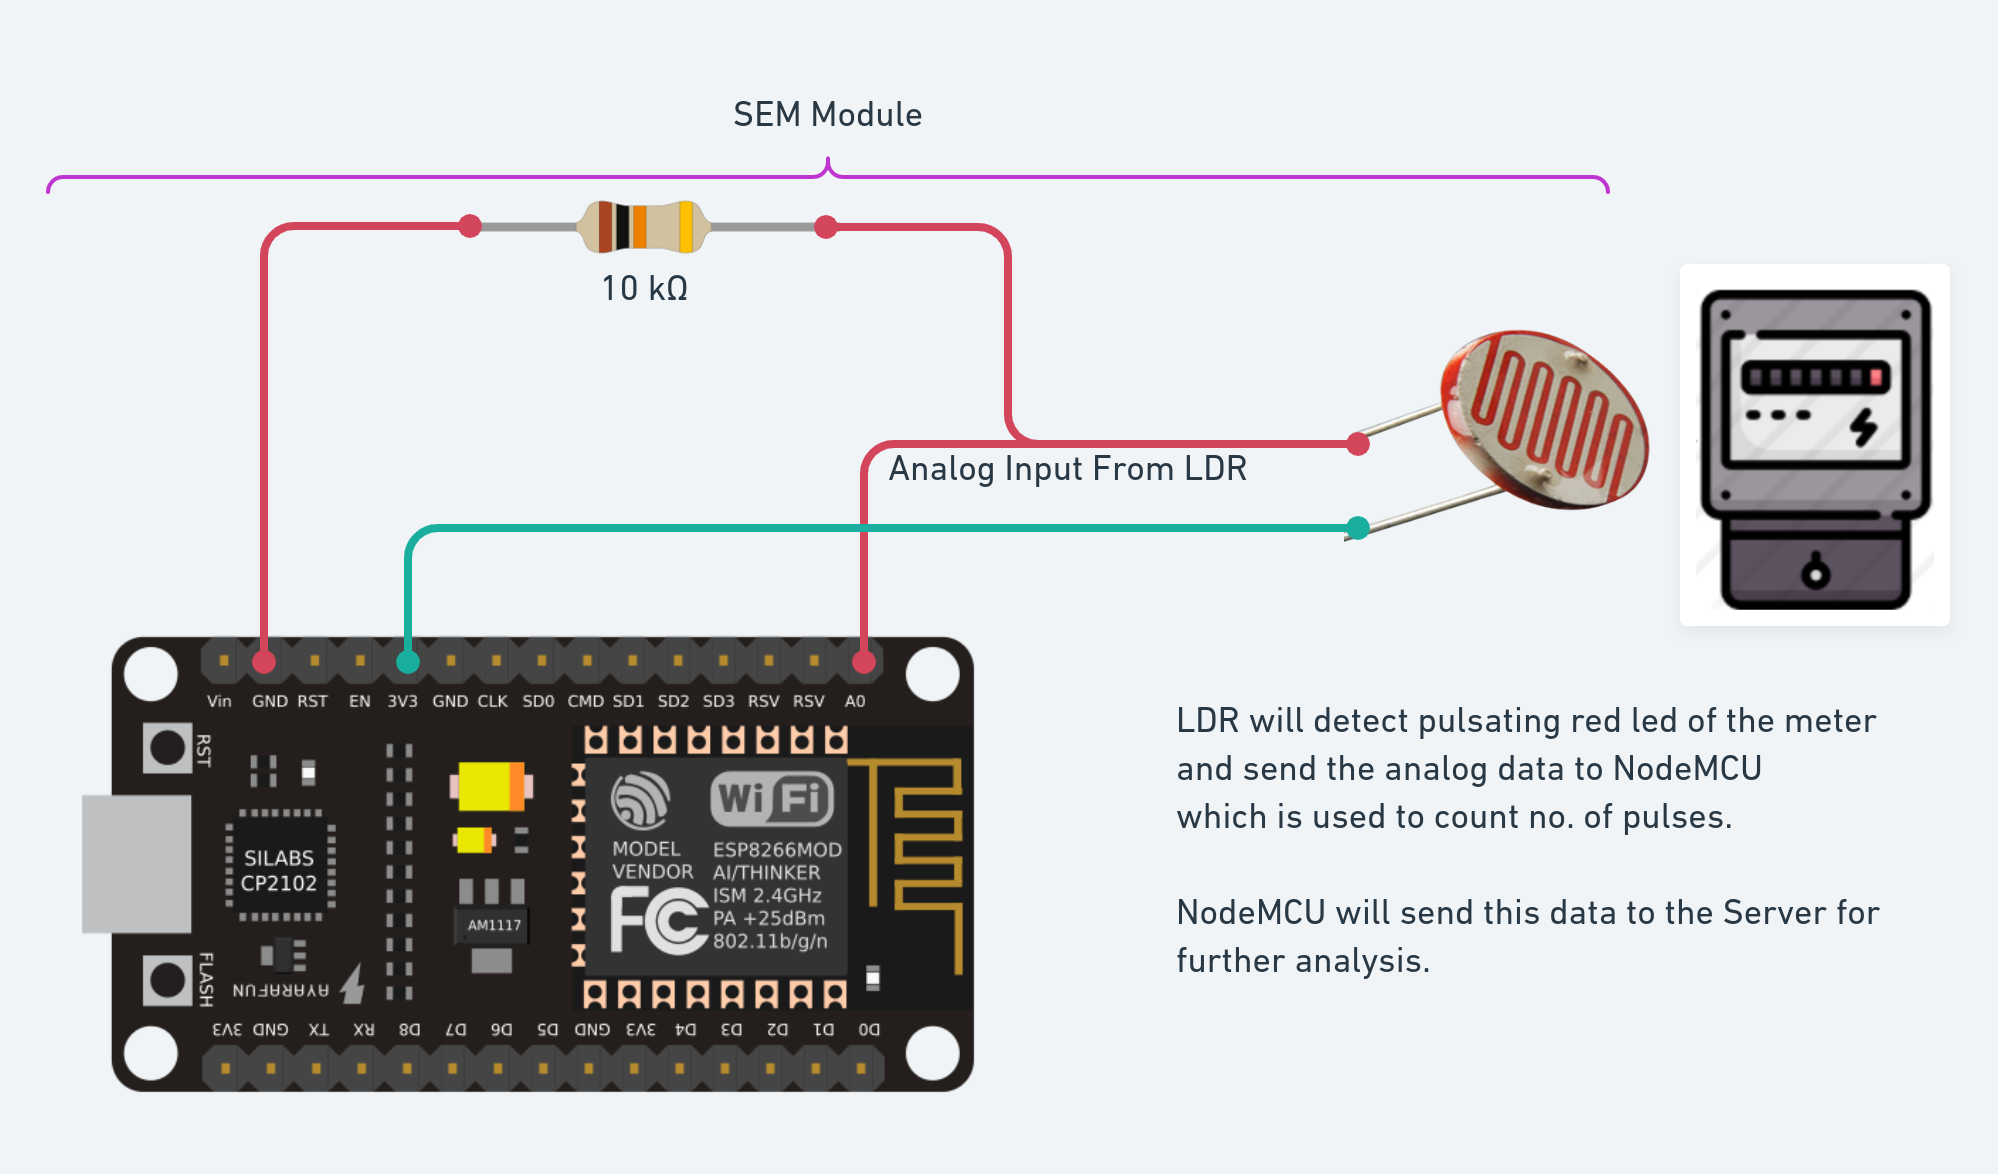 SEM Module
10 kΩ
Analog Input From LDR
Vin GND RST EN 3V3 GND CLK SD0 CMD SD1 SD2 SD3 RSV RSV A0
RST
WiFi
SILABS
CP2102
MODEL ESP8266MOD
VENDOR AI/THINKER
ISM 2.4GHz
PA +25dBm
802.11b/g/n
FCC
AM1117
FLASH
AYARAFUN
3V3 GND TX RX D8 D7 D6 D5 GND 3V3 D4 D3 D2 D1 D0
LDR will detect pulsating red led of the meter
and send the analog data to NodeMCU
which is used to count no. of pulses.
NodeMCU will send this data to the Server for
further analysis.